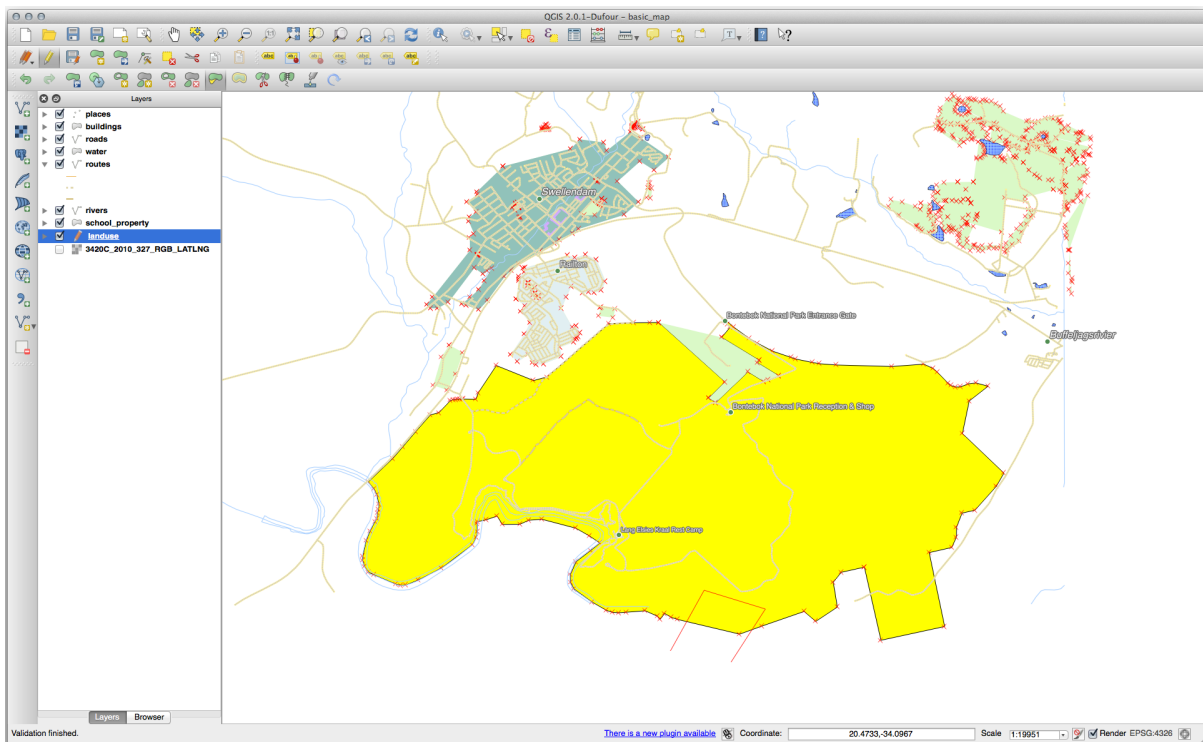 QGIS 2.0.1-Dufour - basic_map
Layers
places
buildings
roads
water
routes
rivers
school_property
landuse
3420C_2010_327_RGB_LATLNG
Swellendam
Railton
Bontebok National Park Entrance Gate
Buffeljagsrivier
Bontebok National Park Reception & Shop
Lang Elsies Kraal Rest Camp
Layers Browser
Validation finished. There is a new plugin available Coordinate: 20.4733,-34.0967 Scale 1:19951 Render EPSG:4326